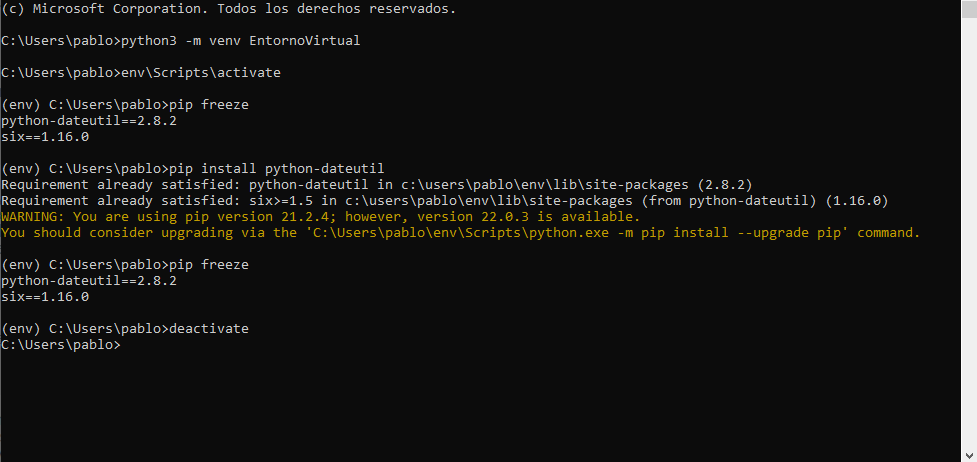 (c) Microsoft Corporation. Todos los derechos reservados.
C:\Users\pablo>python3 -m venv EntornoVirtual
C:\Users\pablo>env\Scripts\activate
(env) C:\Users\pablo>pip freeze
python-dateutil==2.8.2
six==1.16.0
(env) C:\Users\pablo>pip install python-dateutil
Requirement already satisfied: python-dateutil in c:\users\pablo\env\lib\site-packages (2.8.2)
Requirement already satisfied: six>=1.5 in c:\users\pablo\env\lib\site-packages (from python-dateutil) (1.16.0)
WARNING: You are using pip version 21.2.4; however, version 22.0.3 is available.
You should consider upgrading via the 'C:\Users\pablo\env\Scripts\python.exe -m pip install --upgrade pip' command.
(env) C:\Users\pablo>pip freeze
python-dateutil==2.8.2
six==1.16.0
(env) C:\Users\pablo>deactivate
C:\Users\pablo>